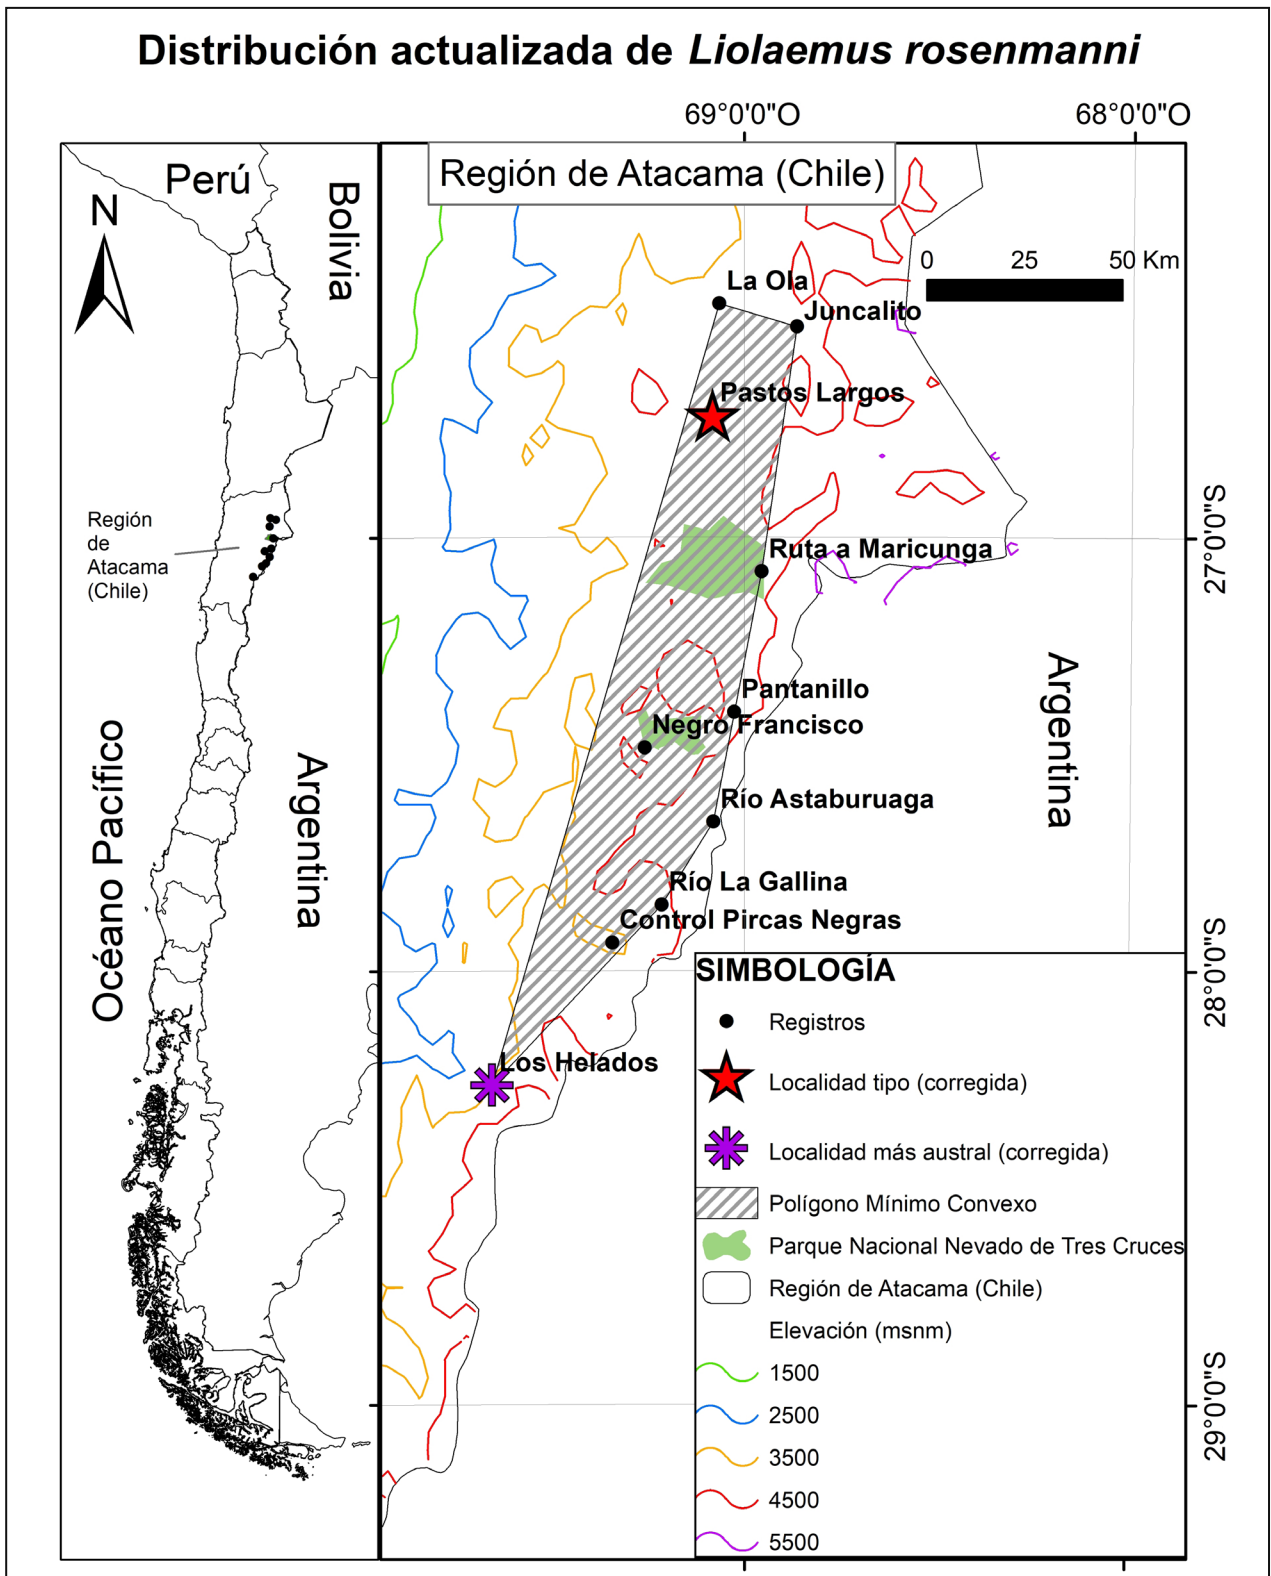 Distribución actualizada de Liolaemus rosenmanni
69°0'0"O
68°0'0"O
Región de Atacama (Chile)
Perú
Bolivia
N
0
25
50 Km
La Ola
Juncalito
Pastos Largos
Región
de
Atacama
(Chile)
27°0'0"S
Ruta a Maricunga
Pantanillo
Negro Francisco
Argentina
Río Astaburuaga
Océano Pacífico
Argentina
Río La Gallina
Control Pircas Negras
28°0'0"S
Los Helados
SIMBOLOGÍA
Registros
Localidad tipo (corregida)
Localidad más austral (corregida)
Polígono Mínimo Convexo
Parque Nacional Nevado de Tres Cruces
Región de Atacama (Chile)
Elevación (msnm)
1500
2500
3500
4500
5500
29°0'0"S